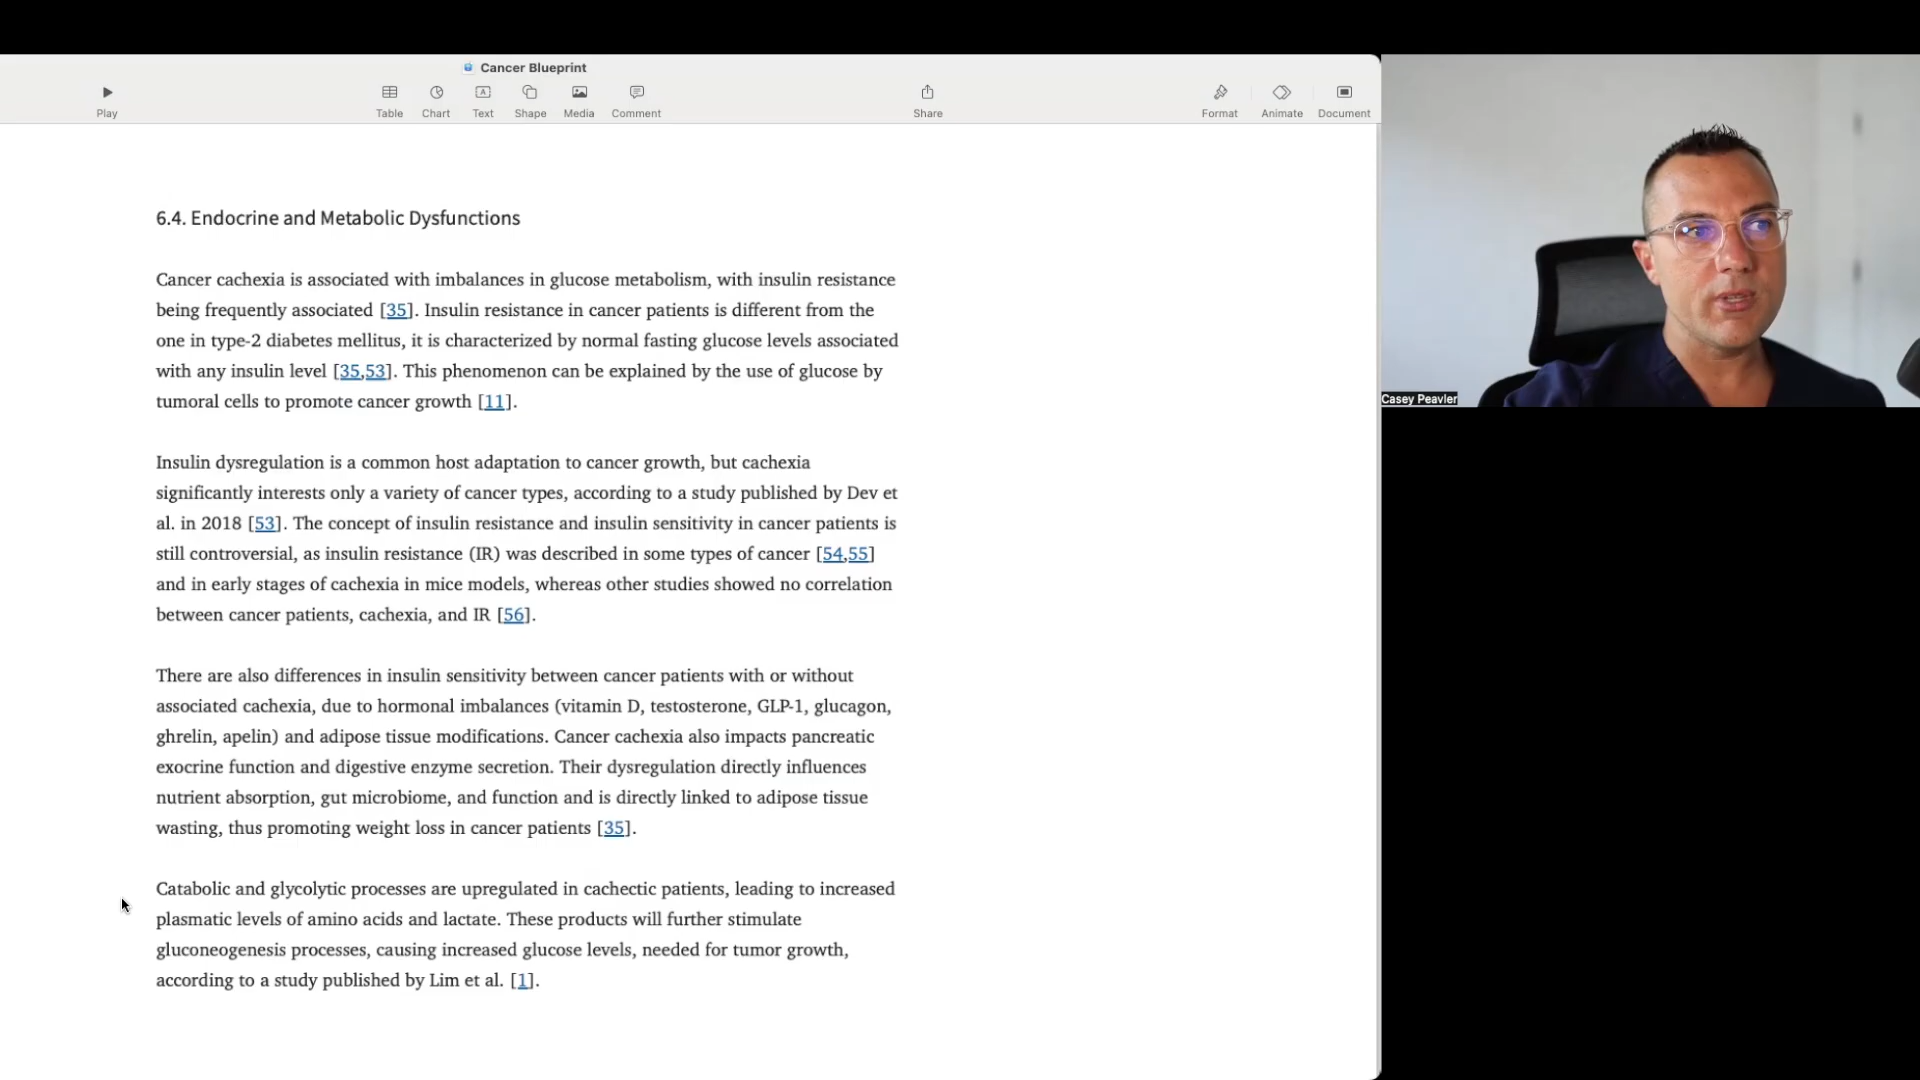 Cancer Blueprint
Play
Table
Chart
Text
Shape
Media
Comment
Share
Format
Animate
Document
6.4. Endocrine and Metabolic Dysfunctions
Cancer cachexia is associated with imbalances in glucose metabolism, with insulin resistance
being frequently associated [35]. Insulin resistance in cancer patients is different from the
one in type-2 diabetes mellitus, it is characterized by normal fasting glucose levels associated
with any insulin level [35,53]. This phenomenon can be explained by the use of glucose by
tumoral cells to promote cancer growth [11].
Insulin dysregulation is a common host adaptation to cancer growth, but cachexia
significantly interests only a variety of cancer types, according to a study published by Dev et
al. in 2018 [53]. The concept of insulin resistance and insulin sensitivity in cancer patients is
still controversial, as insulin resistance (IR) was described in some types of cancer [54,55]
and in early stages of cachexia in mice models, whereas other studies showed no correlation
between cancer patients, cachexia, and IR [56].
There are also differences in insulin sensitivity between cancer patients with or without
associated cachexia, due to hormonal imbalances (vitamin D, testosterone, GLP-1, glucagon,
ghrelin, apelin) and adipose tissue modifications. Cancer cachexia also impacts pancreatic
exocrine function and digestive enzyme secretion. Their dysregulation directly influences
nutrient absorption, gut microbiome, and function and is directly linked to adipose tissue
wasting, thus promoting weight loss in cancer patients [35].
Catabolic and glycolytic processes are upregulated in cachectic patients, leading to increased
plasmatic levels of amino acids and lactate. These products will further stimulate
gluconeogenesis processes, causing increased glucose levels, needed for tumor growth,
according to a study published by Lim et al. [1].
Casey Peavler